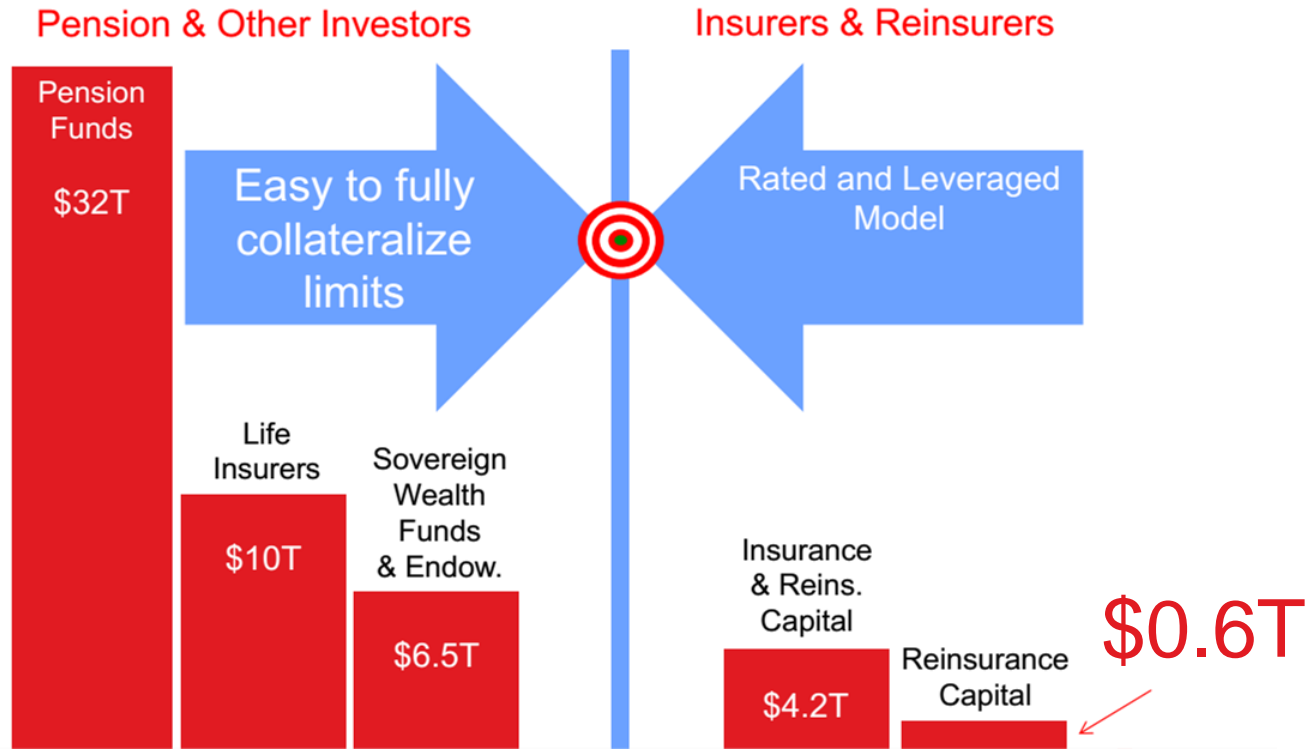 Pension & Other Investors
Insurers & Reinsurers
Pension
Funds
$32T
Easy to fully
collateralize
limits
Rated and Leveraged
Model
Life
Insurers
$10T
Sovereign
Wealth
Funds
& Endow.
$6.5T
Insurance
& Reins.
Capital
$4.2T
Reinsurance
Capital
$0.6T